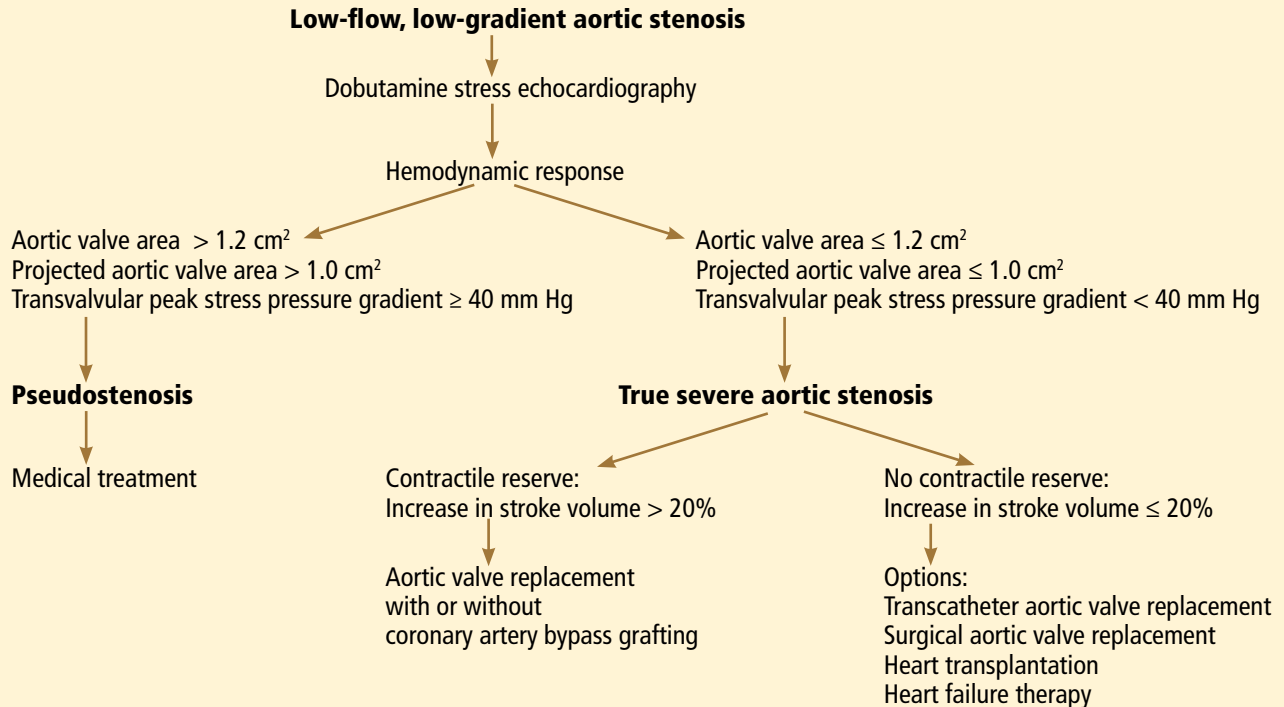 Low-flow, low-gradient aortic stenosis
Dobutamine stress echocardiography
Hemodynamic response
Aortic valve area > 1.2 cm²
Projected aortic valve area > 1.0 cm²
Transvalvular peak stress pressure gradient ≥ 40 mm Hg
Aortic valve area ≤ 1.2 cm²
Projected aortic valve area ≤ 1.0 cm²
Transvalvular peak stress pressure gradient < 40 mm Hg
Pseudostenosis
Medical treatment
True severe aortic stenosis
Contractile reserve:
Increase in stroke volume > 20%
Aortic valve replacement
with or without
coronary artery bypass grafting
No contractile reserve:
Increase in stroke volume ≤ 20%
Options:
Transcatheter aortic valve replacement
Surgical aortic valve replacement
Heart transplantation
Heart failure therapy